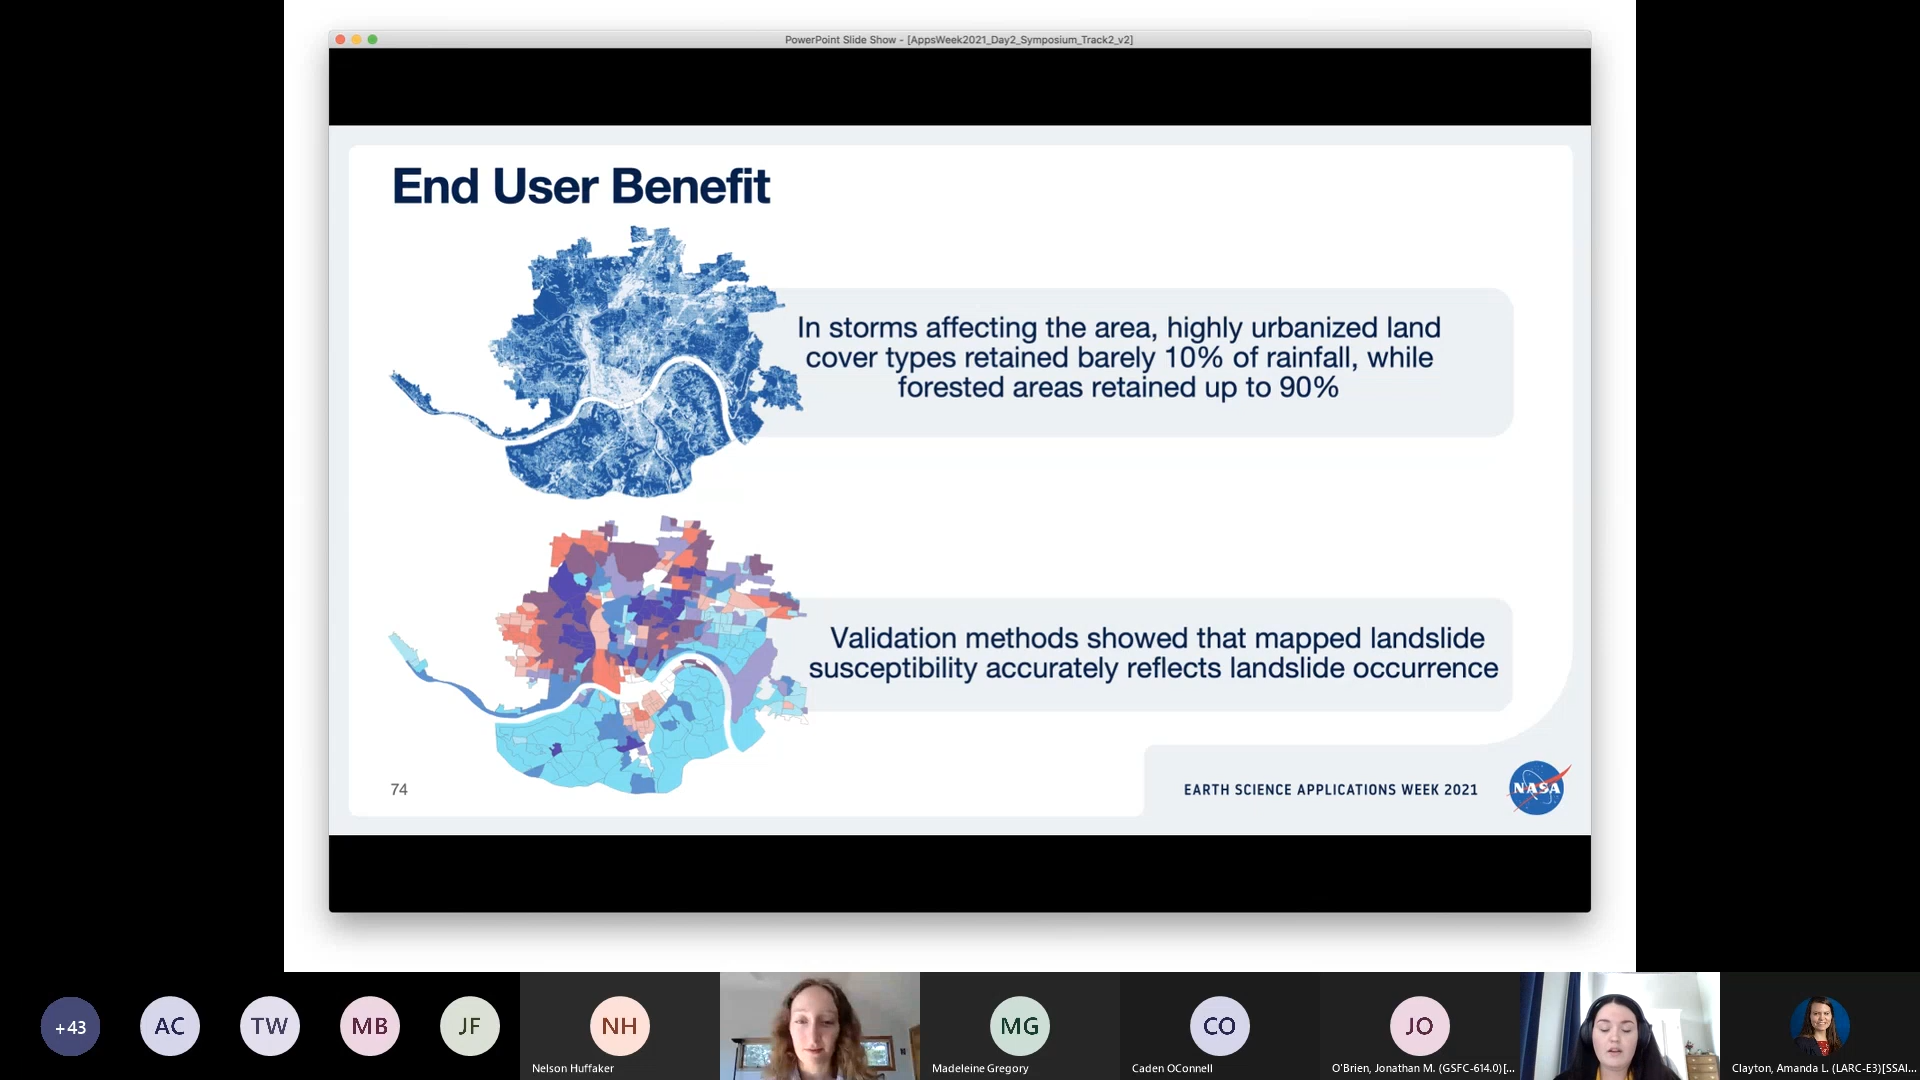 PowerPoint Slide Show - [AppsWeek2021_Day2_Symposium_Track2_v2]
End User Benefit
In storms affecting the area, highly urbanized land
cover types retained barely 10% of rainfall, while
forested areas retained up to 90%
Validation methods showed that mapped landslide
susceptibility accurately reflects landslide occurrence
74
EARTH SCIENCE APPLICATIONS WEEK 2021
NASA
+43
AC
TW
MB
JF
NH
MG
CO
JO
Nelson Huffaker
Madeleine Gregory
Caden OConnell
O'Brien, Jonathan M. (GSFC-614.0)[...
Clayton, Amanda L. (LARC-E3)[SSAI...